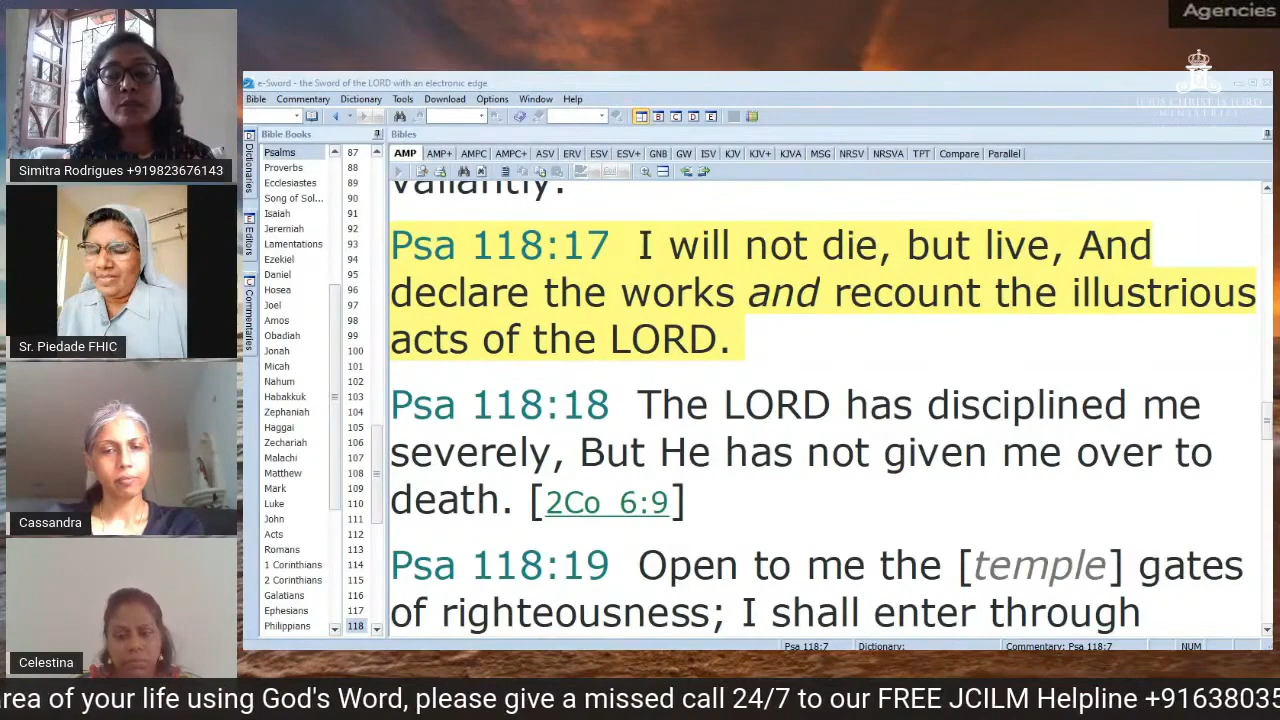 Agencies
Simitra Rodrigues +919823676143
Sr. Piedade FHIC
Cassandra
Celestina
JESUS CHRIST IS LORD
MINISTRIES
e-Sword - the Sword of the LORD with an electronic edge
Bible Commentary Dictionary Tools Download Options Window Help
B C D E
Dictionaries
Editors
Commentaries
Bible Books
Psalms 87
Proverbs 88
Ecclesiastes 89
Song of Sol... 90
Isaiah 91
Jeremiah 92
Lamentations 93
Ezekiel 94
Daniel 95
Hosea 96
Joel 97
Amos 98
Obadiah 99
Jonah 100
Micah 101
Nahum 102
Habakkuk 103
Zephaniah 104
Haggai 105
Zechariah 106
Malachi 107
Matthew 108
Mark 109
Luke 110
John 111
Acts 112
Romans 113
1 Corinthians 114
2 Corinthians 115
Galatians 116
Ephesians 117
Philippians 118
Bibles
AMP AMP+ AMPC AMPC+ ASV ERV ESV ESV+ GNB GW ISV KJV KJV+ KJVA MSG NRSV NRSVA TPT Compare Parallel
valiantly.
Psa 118:17 I will not die, but live, And
declare the works and recount the illustrious
acts of the LORD.
Psa 118:18 The LORD has disciplined me
severely, But He has not given me over to
death. [2Co 6:9]
Psa 118:19 Open to me the [temple] gates
of righteousness; I shall enter through
Psa 118:7 Dictionary: Commentary: Psa 118:7 NUM
area of your life using God's Word, please give a missed call 24/7 to our FREE JCILM Helpline +9163803